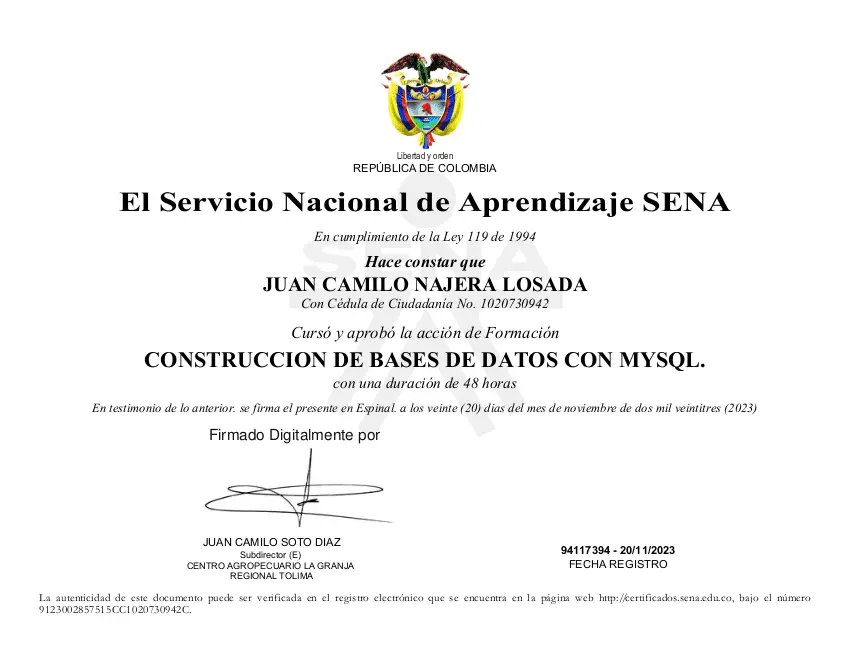 Libertad y orden
REPÚBLICA DE COLOMBIA
El Servicio Nacional de Aprendizaje SENA
En cumplimiento de la Ley 119 de 1994
SENA
Hace constar que
JUAN CAMILO NAJERA LOSADA
Con Cédula de Ciudadanía No. 1020730942
Cursó y aprobó la acción de Formación
CONSTRUCCION DE BASES DE DATOS CON MYSQL.
con una duración de 48 horas
En testimonio de lo anterior. se firma el presente en Espinal. a los veinte (20) dias del mes de noviembre de dos mil veintitres (2023)
Firmado Digitalmente por
JUAN CAMILO SOTO DIAZ
Subdirector (E)
CENTRO AGROPECUARIO LA GRANJA
REGIONAL TOLIMA
94117394 - 20/11/2023
FECHA REGISTRO
La autenticidad de este documento puede ser verificada en el registro electrónico que se encuentra en la página web http://certificados.sena.edu.co, bajo el número
9123002857515CC1020730942C.